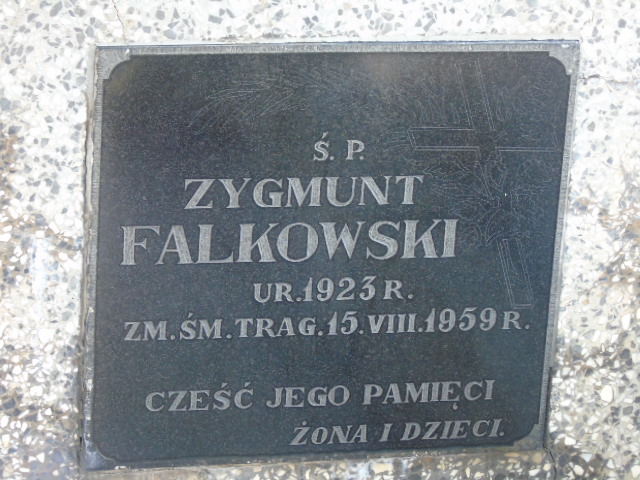 Ś. P.
ZYGMUNT
FALKOWSKI
UR. 1923 R.
ZM. ŚM. TRAG. 15. VIII. 1959 R.
CZEŚĆ JEGO PAMIĘCI
ŻONA I DZIECI.